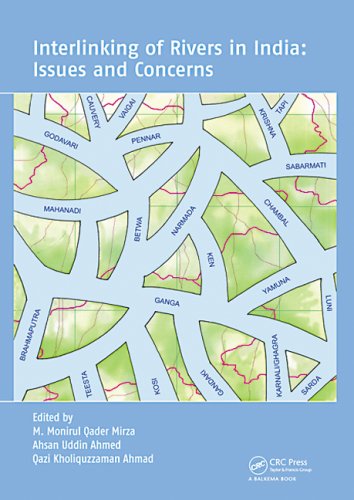 Interlinking of Rivers in India:
Issues and Concerns
CAUVERY
VAIGAI
TAPI
KRISHNA
GODAVARI
PENNAR
SABARMATI
MAHANADI
BETWA
NARMADA
CHAMBAL
KEN
YAMUNA
GANGA
LUNI
BRAHMAPUTRA
TEESTA
KOSI
GANDAKI
KARNALI/GHAGRA
SARDA
Edited by
M. Monirul Qader Mirza
Ahsan Uddin Ahmed
Qazi Kholiquzzaman Ahmad
CRC
CRC Press
Taylor & Francis Group
A BALKEMA BOOK